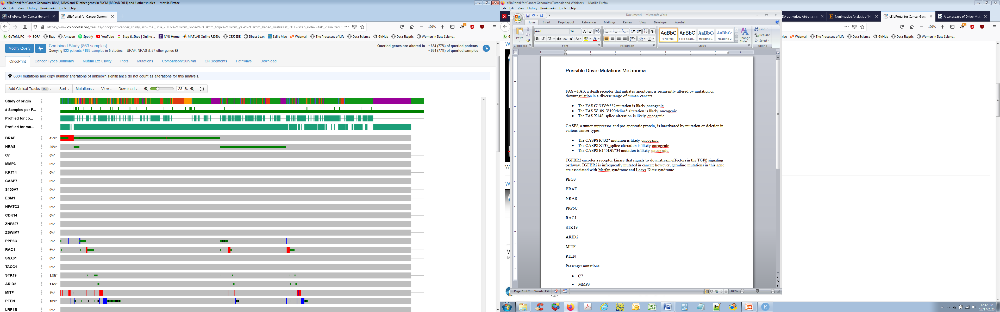 cBioPortal for Cancer Genomics: BRAF, NRAS and 57 other genes in SKCM (BROAD 2014) and 4 other studies — Mozilla Firefox
File Edit View History Bookmarks Tools Help
cBioPortal for Cancer Genom
cBioPortal for Cancer Genom
https://www.cbioportal.org/results/oncoprint?cancer_study_list=mel_ucla_2016%2Cskcm_broad%2Cskcm_tcga%2Cskcm_yale%2Cskcm_broad_brafresist_2012&tab_index=tab_visualize&
100%
GoToMyPC BOFA Ebay Amazon Spotify YouTube Stop & Shop | Online ... NYU Home MATLAB Online R2020a CS50 IDE Direct Loan Sallie Mae Webmail The Processes of Life Data Science GitHub Data Skeptic Women in Data Scienc...
Modify Query
Combined Study (863 samples)
Querying 823 patients / 863 samples in 5 studies - BRAF, NRAS & 57 other genes
Queried genes are altered in
• 634 (77%) of queried patients
• 664 (77%) of queried samples
OncoPrint Cancer Types Summary Mutual Exclusivity Plots Mutations Comparison/Survival CN Segments Pathways Download
6334 mutations and copy number alterations of unknown significance do not count as alterations for this analysis.
Add Clinical Tracks 150 Sort Mutations View Download 28 %
Study of origin
# Samples per P...
Profiled for co...
Profiled for mu...
BRAF 45%*
NRAS 20%*
C7 0%*
MMP3 0%*
KRT14 0%*
CASP7 0%*
S100A7 0%*
ESM1 0%*
NFATC3 0%*
CDK14 0%*
ZNF827 0%*
ZSWIM7 0%*
PPP6C 5%*
RAC1 6%*
SNX31 0%*
TACC1 0%*
STK19 1.8%*
ARID2 1.6%*
MITF 4%*
PTEN 10%*
LRP1B 0%*
cBioPortal for Cancer Genomics::Tutorials and Webinars — Mozilla Firefox
File Edit View History Bookmarks Tools Help
DA authorizes Abbott's ra
Noninvasive Analysis of Hi
cBioPortal for Cancer Geno
A Landscape of Driver Mut
100%
Mae Webmail The Processes of Life Data Science GitHub Data Skeptic Women in Data Scienc...
Document1 - Microsoft Word
Home Insert Page Layout References Mailings Review View Developer Acrobat
Paste
Arial 14
AaBbC AaBbC AaBbC AaBbCc
¶ Normal ¶ No Spaci... Heading 1 Heading 2
Change Styles
Find
Replace
Select
Clipboard Font Paragraph Styles Editing
Possible Driver Mutations Melanoma
FAS – FAS, a death receptor that initiates apoptosis, is recurrently altered by mutation or
downregulation in a diverse range of human cancers.
• The FAS C135Vfs*52 mutation is likely oncogenic.
• The FAS W189_V190delins* alteration is likely oncogenic.
• The FAS X148_splice alteration is likely oncogenic.
CASP8, a tumor suppressor and pro-apoptotic protein, is inactivated by mutation or deletion in
various cancer types.
• The CASP8 R432* mutation is likely oncogenic.
• The CASP8 X137_splice alteration is likely oncogenic.
• The CASP8 E145Dfs*34 mutation is likely oncogenic.
TGFBR2 encodes a receptor kinase that signals to downstream effectors in the TGFß signaling
pathway. TGFBR2 is infrequently mutated in cancer; however, germline mutations in this gene
are associated with Marfan syndrome and Loeys-Dietz syndrome.
PEG3
BRAF
NRAS
PPP6C
RAC1
STK19
ARID2
MITF
PTEN
Passenger mutations –
• C7
• MMP3
Page: 1 of 2 Words: 159 100%
47 47
12:42 PM
12/17/2020